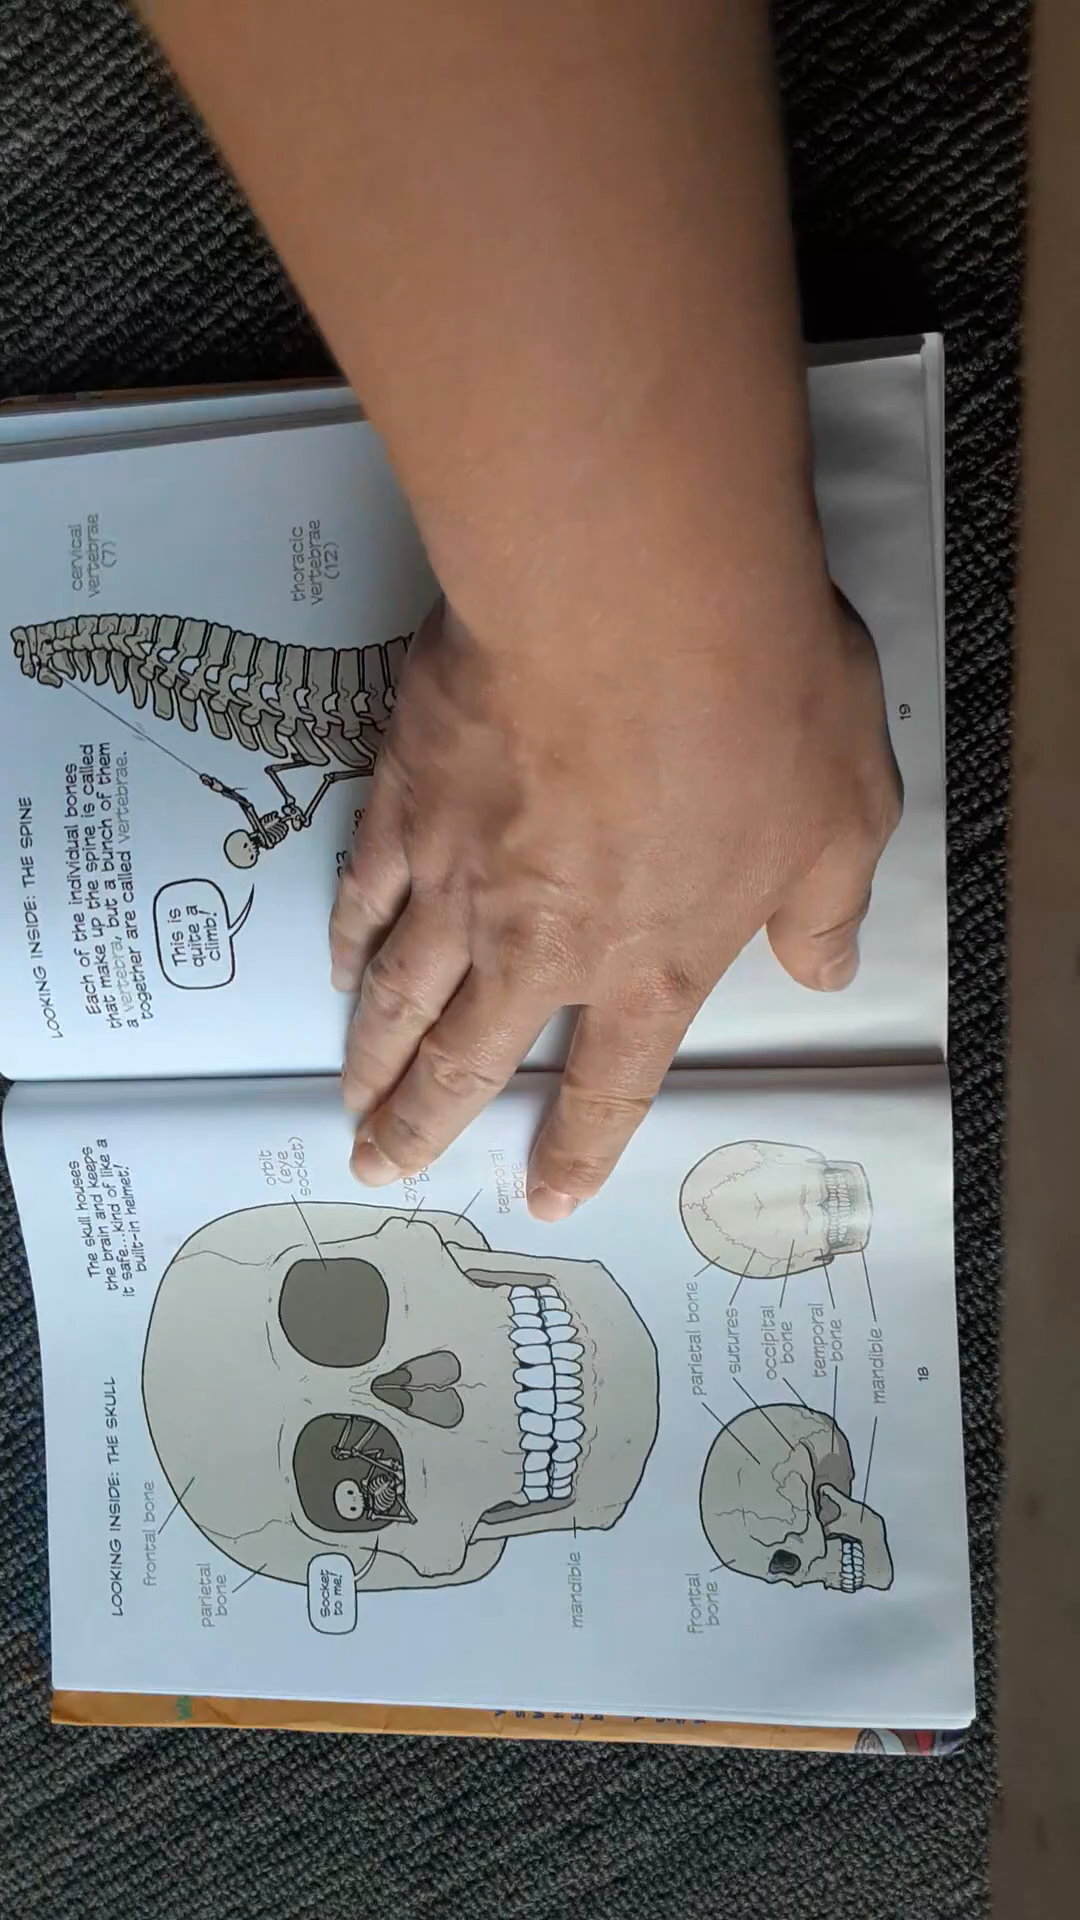 LOOKING INSIDE: THE SKULL
The skull houses
the brain and keeps
it safe...kind of like a
built-in helmet!
frontal bone
parietal
bone
orbit
(eye
socket)
Socket
to me!
temporal
bone
mandible
frontal
bone
parietal bone
sutures
occipital
bone
temporal
bone
mandible
18
LOOKING INSIDE: THE SPINE
Each of the individual bones
that make up the spine is called
a vertebra, but a bunch of them
together are called vertebrae.
This is
quite a
climb!
cervical
vertebrae
(7)
thoracic
vertebrae
(12)
19